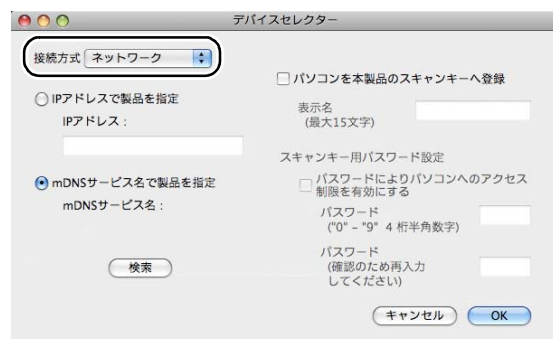 デバイスセレクター
接続方式 ネットワーク
IPアドレスで製品を指定
IPアドレス：
mDNSサービス名で製品を指定
mDNSサービス名：
検索
パソコンを本製品のスキャンキーへ登録
表示名
(最大15文字)
スキャンキー用パスワード設定
パスワードによりパソコンへのアクセス
制限を有効にする
パスワード
("0" – "9" 4 桁半角数字)
パスワード
(確認のため再入力
してください)
キャンセル
OK